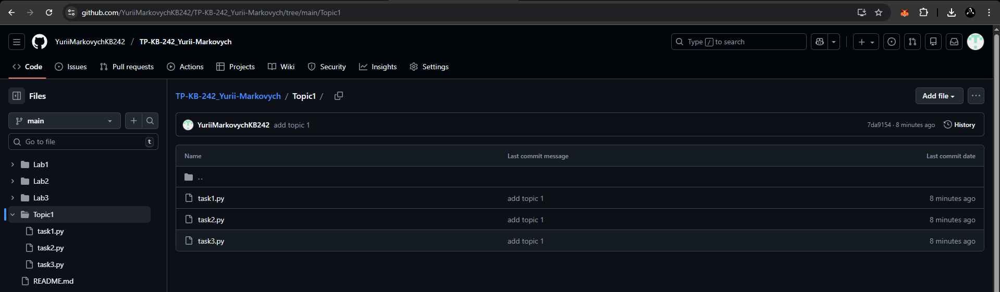 github.com/YuriiMarkovychKB242/TP-KB-242_Yurii-Markovych/tree/main/Topic1
YuriiMarkovychKB242 / TP-KB-242_Yurii-Markovych
Type / to search
Code Issues Pull requests Actions Projects Wiki Security Insights Settings
Files
main
Go to file t
Lab1
Lab2
Lab3
Topic1
task1.py
task2.py
task3.py
README.md
TP-KB-242_Yurii-Markovych / Topic1 /
Add file
YuriiMarkovychKB242 add topic 1
7da9154 · 8 minutes ago History
Name Last commit message Last commit date
..
task1.py add topic 1 8 minutes ago
task2.py add topic 1 8 minutes ago
task3.py add topic 1 8 minutes ago